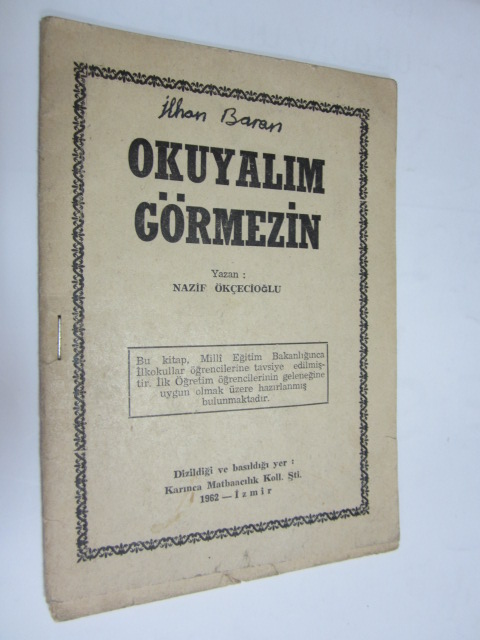 İlhan Baran
OKUYALIM
GÖRMEZİN
Yazan :
NAZİF ÖKÇECİOĞLU
Bu kitap, Millî Eğitim Bakanlığınca
İlkokullar öğrencilerine tavsiye edilmiş-
tir. İlk Öğretim öğrencilerinin geleneğine
uygun olmak üzere hazırlanmış
bulunmaktadır.
Dizildiği ve basıldığı yer :
Karınca Matbaacılık Koll. Şti.
1962 — İzmir